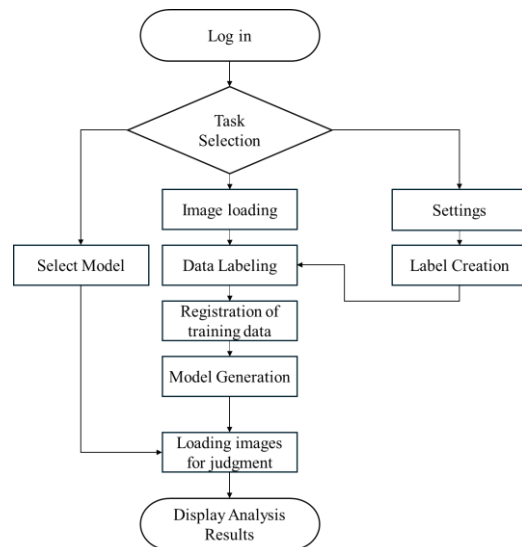 Log in
Task
Selection
Image loading
Settings
Select Model
Data Labeling
Label Creation
Registration of
training data
Model Generation
Loading images
for judgment
Display Analysis
Results